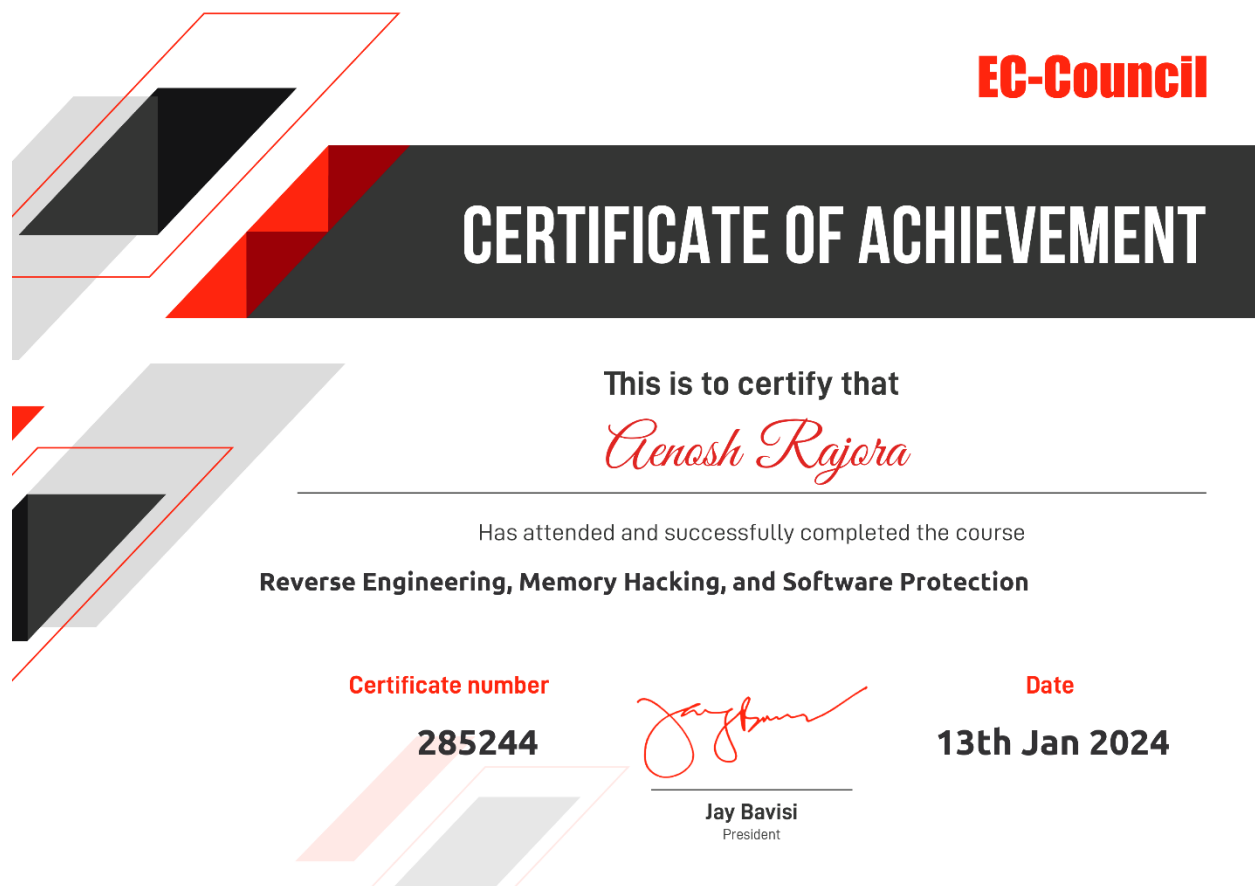 EC-Council
CERTIFICATE OF ACHIEVEMENT
This is to certify that
Aenosh Rajora
Has attended and successfully completed the course
Reverse Engineering, Memory Hacking, and Software Protection
Certificate number
285244
Date
13th Jan 2024
Jay Bavisi
President